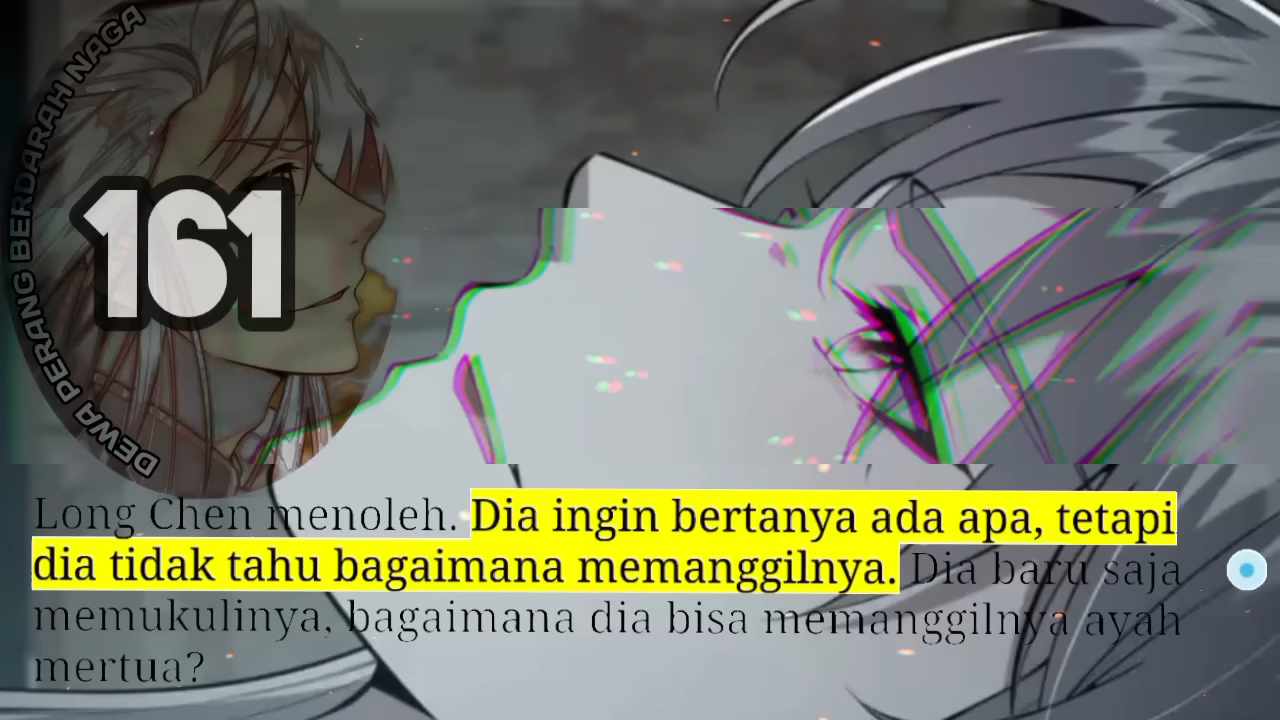 DEWA PERANG BERDARAH NAGA
161
Long Chen menoleh. Dia ingin bertanya ada apa, tetapi
dia tidak tahu bagaimana memanggilnya. Dia baru saja
memukulinya, bagaimana dia bisa memanggilnya ayah
mertua?